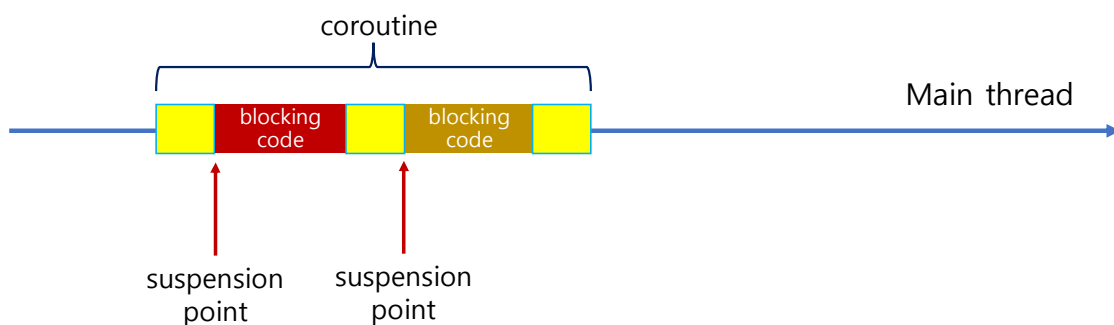 coroutine
Main thread
blocking
code
blocking
code
suspension
point
suspension
point